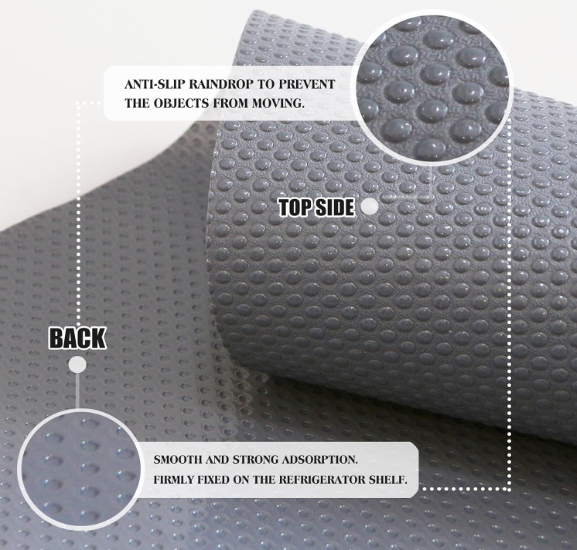 ANTI-SLIP RAINDROP TO PREVENT
THE OBJECTS FROM MOVING.
TOP SIDE
BACK
SMOOTH AND STRONG ADSORPTION.
FIRMLY FIXED ON THE REFRIGERATOR SHELF.